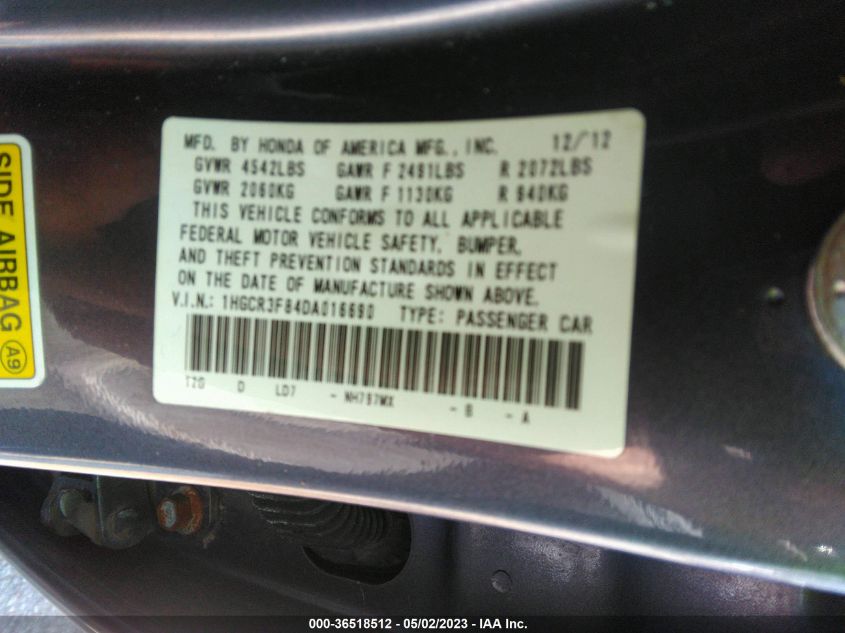 MFD. BY HONDA OF AMERICA MFG., INC. 12/12
GVWR 4542LBS GAWR F 2491LBS R 2072LBS
GVWR 2060KG GAWR F 1130KG R 940KG
THIS VEHICLE CONFORMS TO ALL APPLICABLE
FEDERAL MOTOR VEHICLE SAFETY, BUMPER,
AND THEFT PREVENTION STANDARDS IN EFFECT
ON THE DATE OF MANUFACTURE SHOWN ABOVE.
V.I.N.: 1HGCR3F84DA016690 TYPE: PASSENGER CAR
T2G D LD7 - NH797MX - B - A
SIDE AIRBAG A9
000-36518512 - 05/02/2023 - IAA Inc.